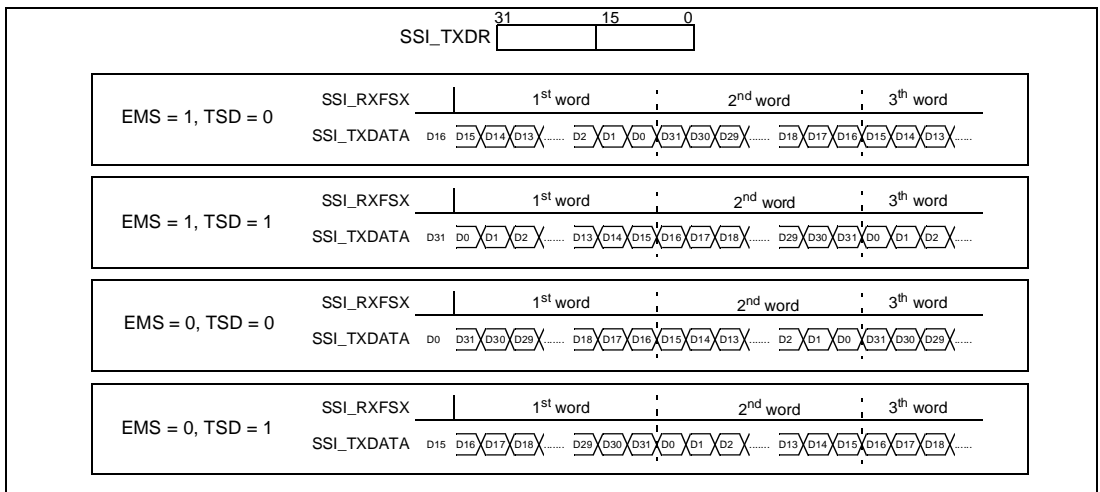 31 15 0
SSI_TXDR
EMS = 1, TSD = 0
SSI_RXFSX 1st word 2nd word 3th word
SSI_TXDATA D16 D15 D14 D13 ....... D2 D1 D0 D31 D30 D29 ....... D18 D17 D16 D15 D14 D13 ......
EMS = 1, TSD = 1
SSI_RXFSX 1st word 2nd word 3th word
SSI_TXDATA D31 D0 D1 D2 ....... D13 D14 D15 D16 D17 D18 ....... D29 D30 D31 D0 D1 D2 ......
EMS = 0, TSD = 0
SSI_RXFSX 1st word 2nd word 3th word
SSI_TXDATA D0 D31 D30 D29 ....... D18 D17 D16 D15 D14 D13 ....... D2 D1 D0 D31 D30 D29 ......
EMS = 0, TSD = 1
SSI_RXFSX 1st word 2nd word 3th word
SSI_TXDATA D15 D16 D17 D18 ....... D29 D30 D31 D0 D1 D2 ....... D13 D14 D15 D16 D17 D18 ......